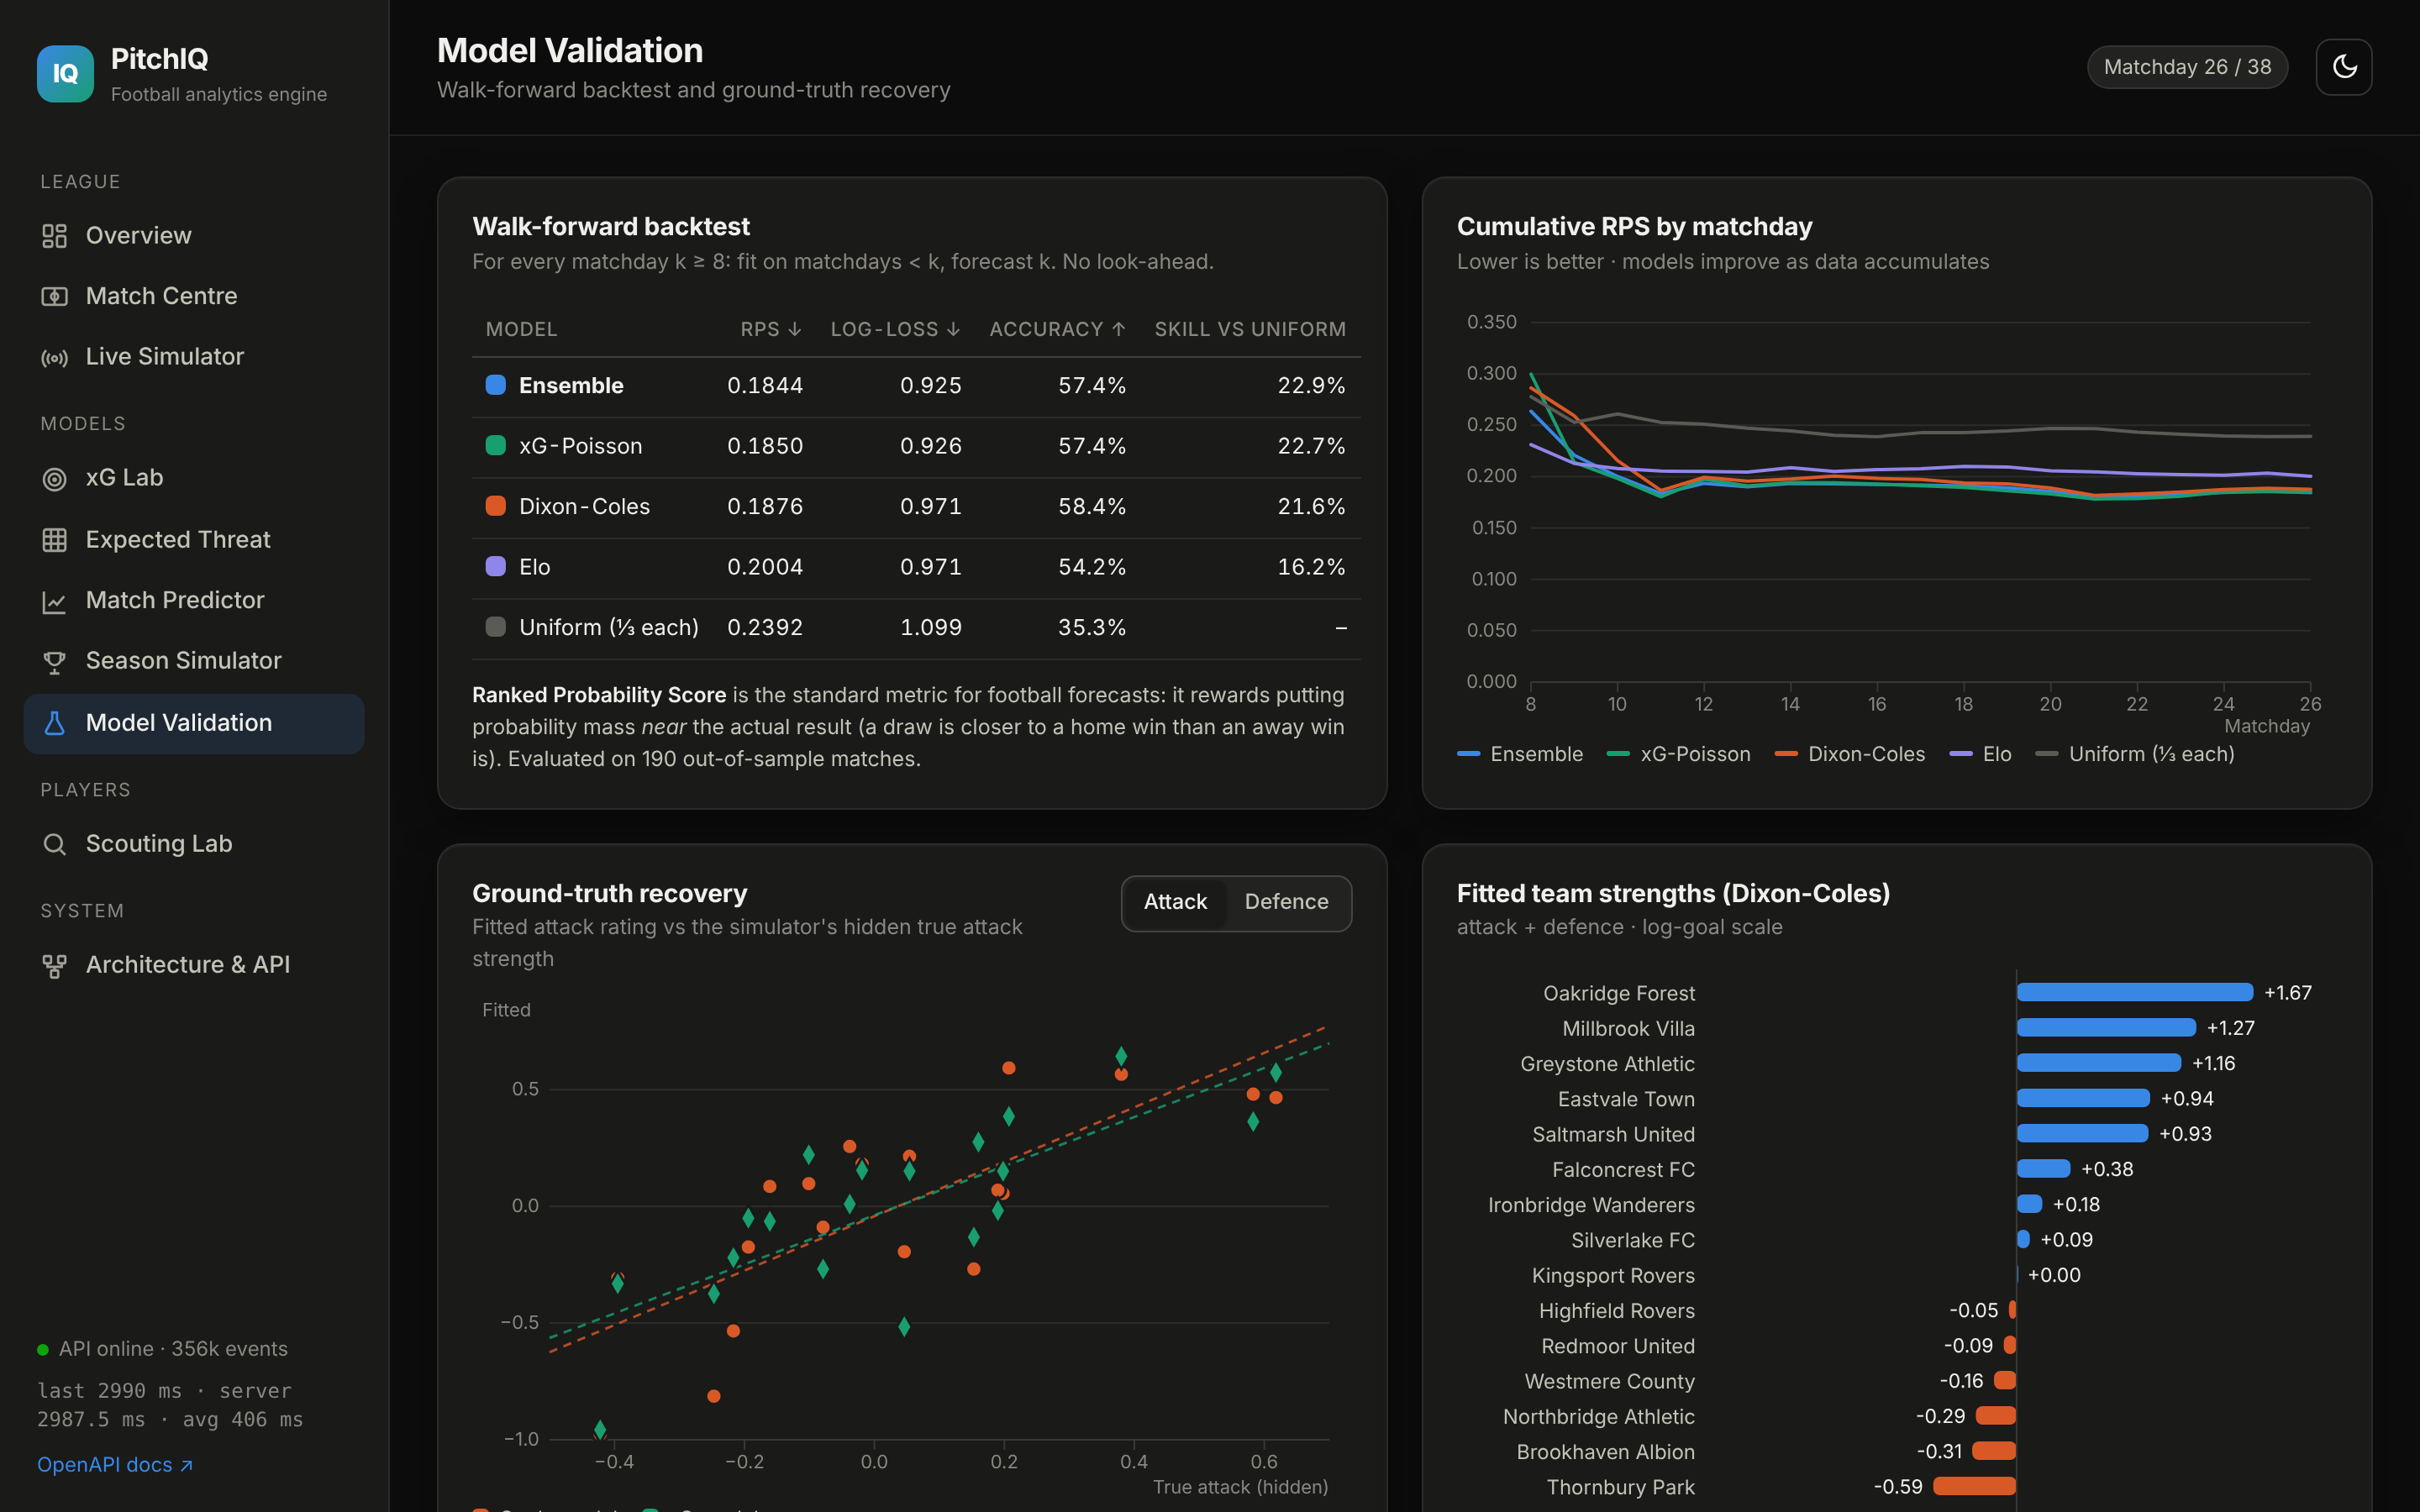 IQ
PitchIQ
Football analytics engine
LEAGUE
Overview
Match Centre
Live Simulator
MODELS
xG Lab
Expected Threat
Match Predictor
Season Simulator
Model Validation
PLAYERS
Scouting Lab
SYSTEM
Architecture & API
API online · 356k events
last 2990 ms · server
2987.5 ms · avg 406 ms
OpenAPI docs ↗
Model Validation
Walk-forward backtest and ground-truth recovery
Matchday 26 / 38
Walk-forward backtest
For every matchday k ≥ 8: fit on matchdays < k, forecast k. No look-ahead.
MODEL RPS ↓ LOG-LOSS ↓ ACCURACY ↑ SKILL VS UNIFORM
Ensemble 0.1844 0.925 57.4% 22.9%
xG-Poisson 0.1850 0.926 57.4% 22.7%
Dixon-Coles 0.1876 0.971 58.4% 21.6%
Elo 0.2004 0.971 54.2% 16.2%
Uniform (⅓ each) 0.2392 1.099 35.3% –
Ranked Probability Score is the standard metric for football forecasts: it rewards putting
probability mass near the actual result (a draw is closer to a home win than an away win
is). Evaluated on 190 out-of-sample matches.
Cumulative RPS by matchday
Lower is better · models improve as data accumulates
0.350
0.300
0.250
0.200
0.150
0.100
0.050
0.000
8 10 12 14 16 18 20 22 24 26
Matchday
Ensemble xG-Poisson Dixon-Coles Elo Uniform (⅓ each)
Ground-truth recovery
Fitted attack rating vs the simulator's hidden true attack
strength
Attack Defence
Fitted
0.5
0.0
−0.5
−1.0
−0.4 −0.2 0.0 0.2 0.4 0.6
True attack (hidden)
Fitted team strengths (Dixon-Coles)
attack + defence · log-goal scale
Oakridge Forest +1.67
Millbrook Villa +1.27
Greystone Athletic +1.16
Eastvale Town +0.94
Saltmarsh United +0.93
Falconcrest FC +0.38
Ironbridge Wanderers +0.18
Silverlake FC +0.09
Kingsport Rovers +0.00
Highfield Rovers -0.05
Redmoor United -0.09
Westmere County -0.16
Northbridge Athletic -0.29
Brookhaven Albion -0.31
Thornbury Park -0.59